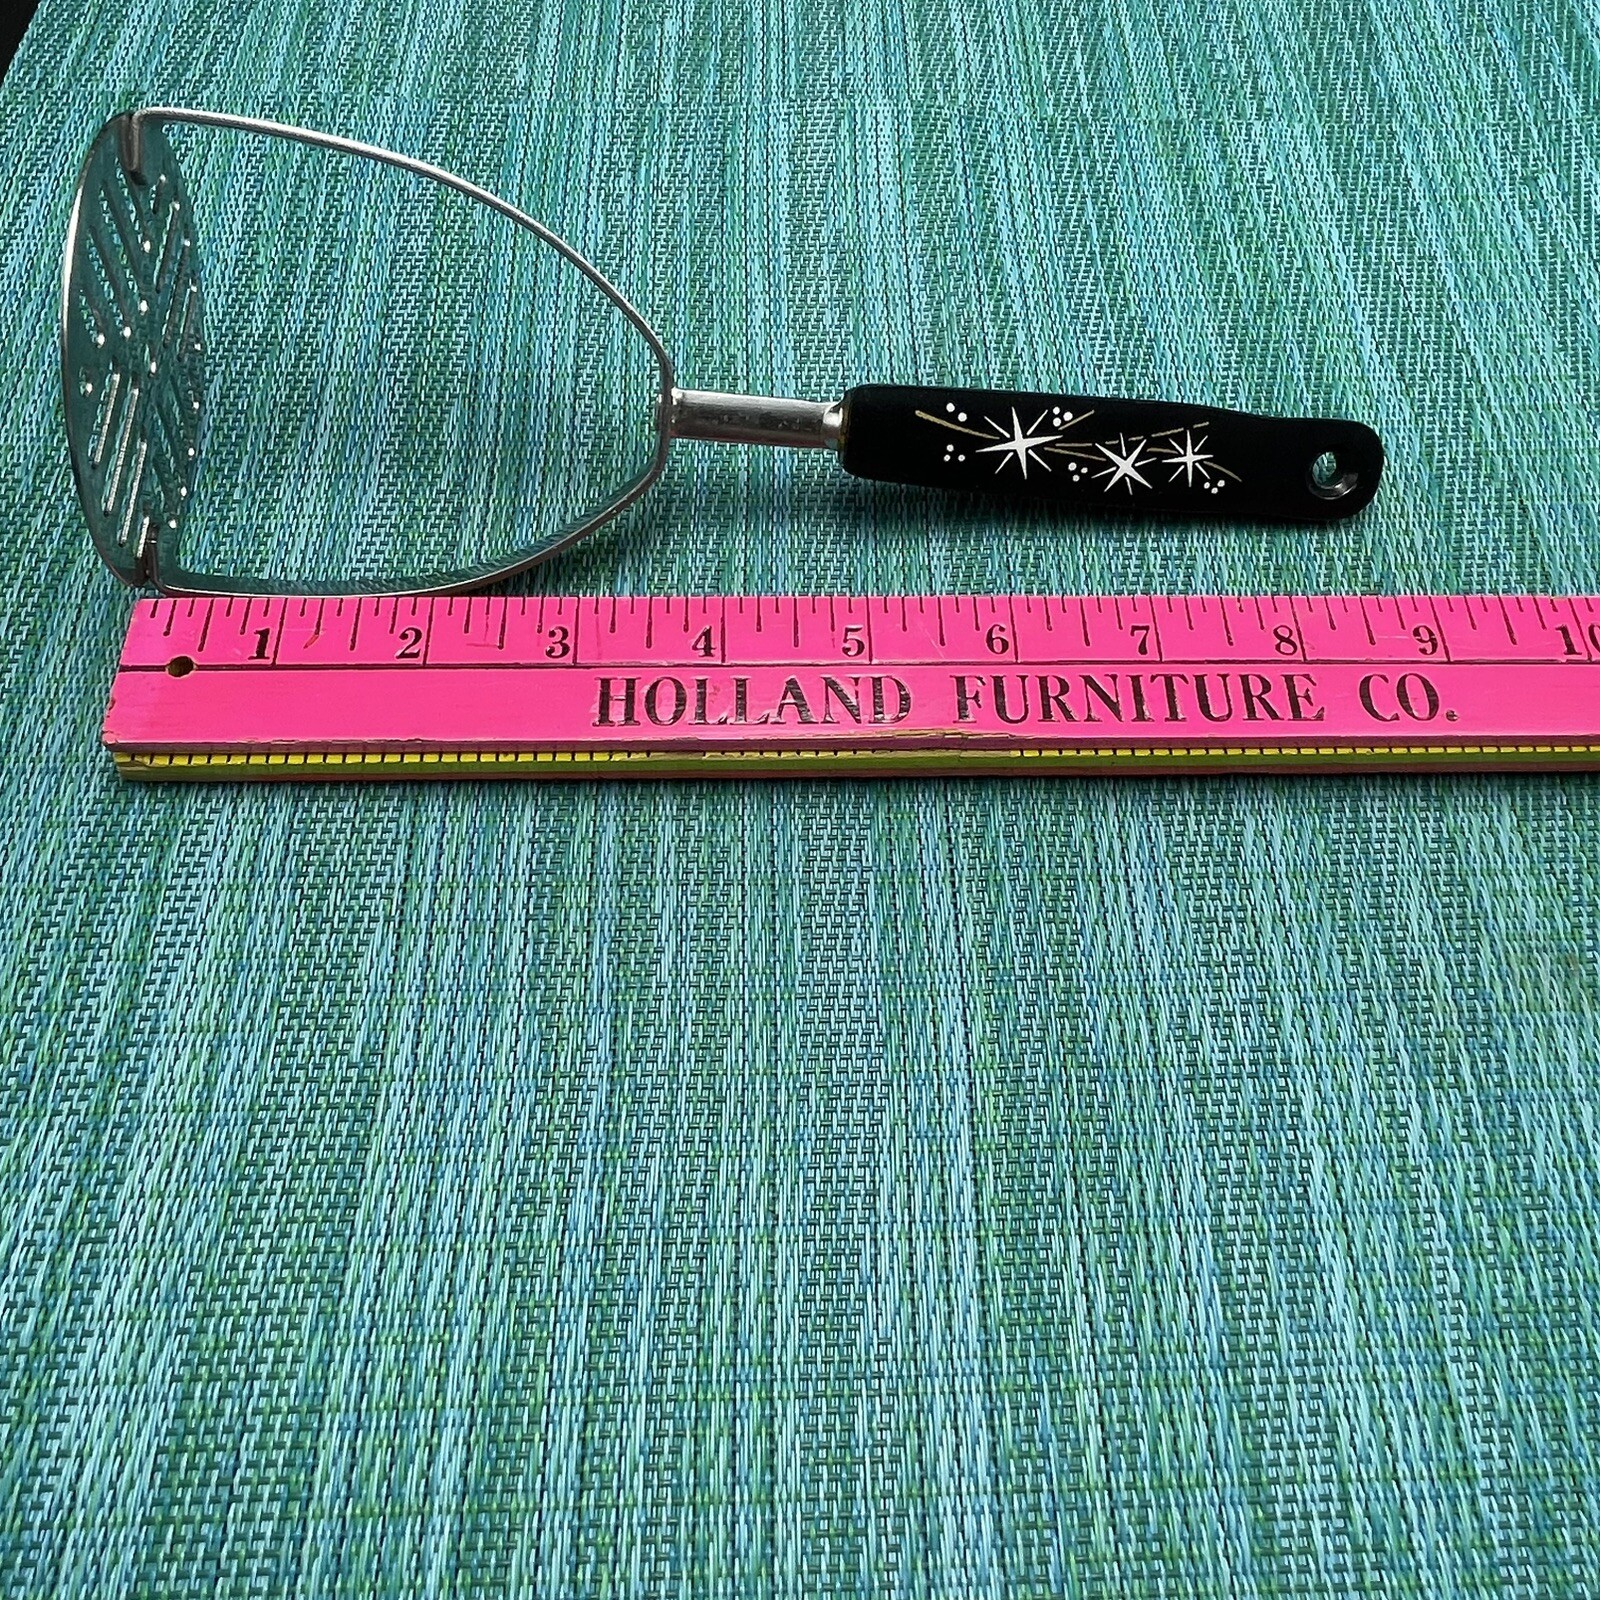 1 2 3 4 5 6 7 8 9 10
HOLLAND FURNITURE CO.